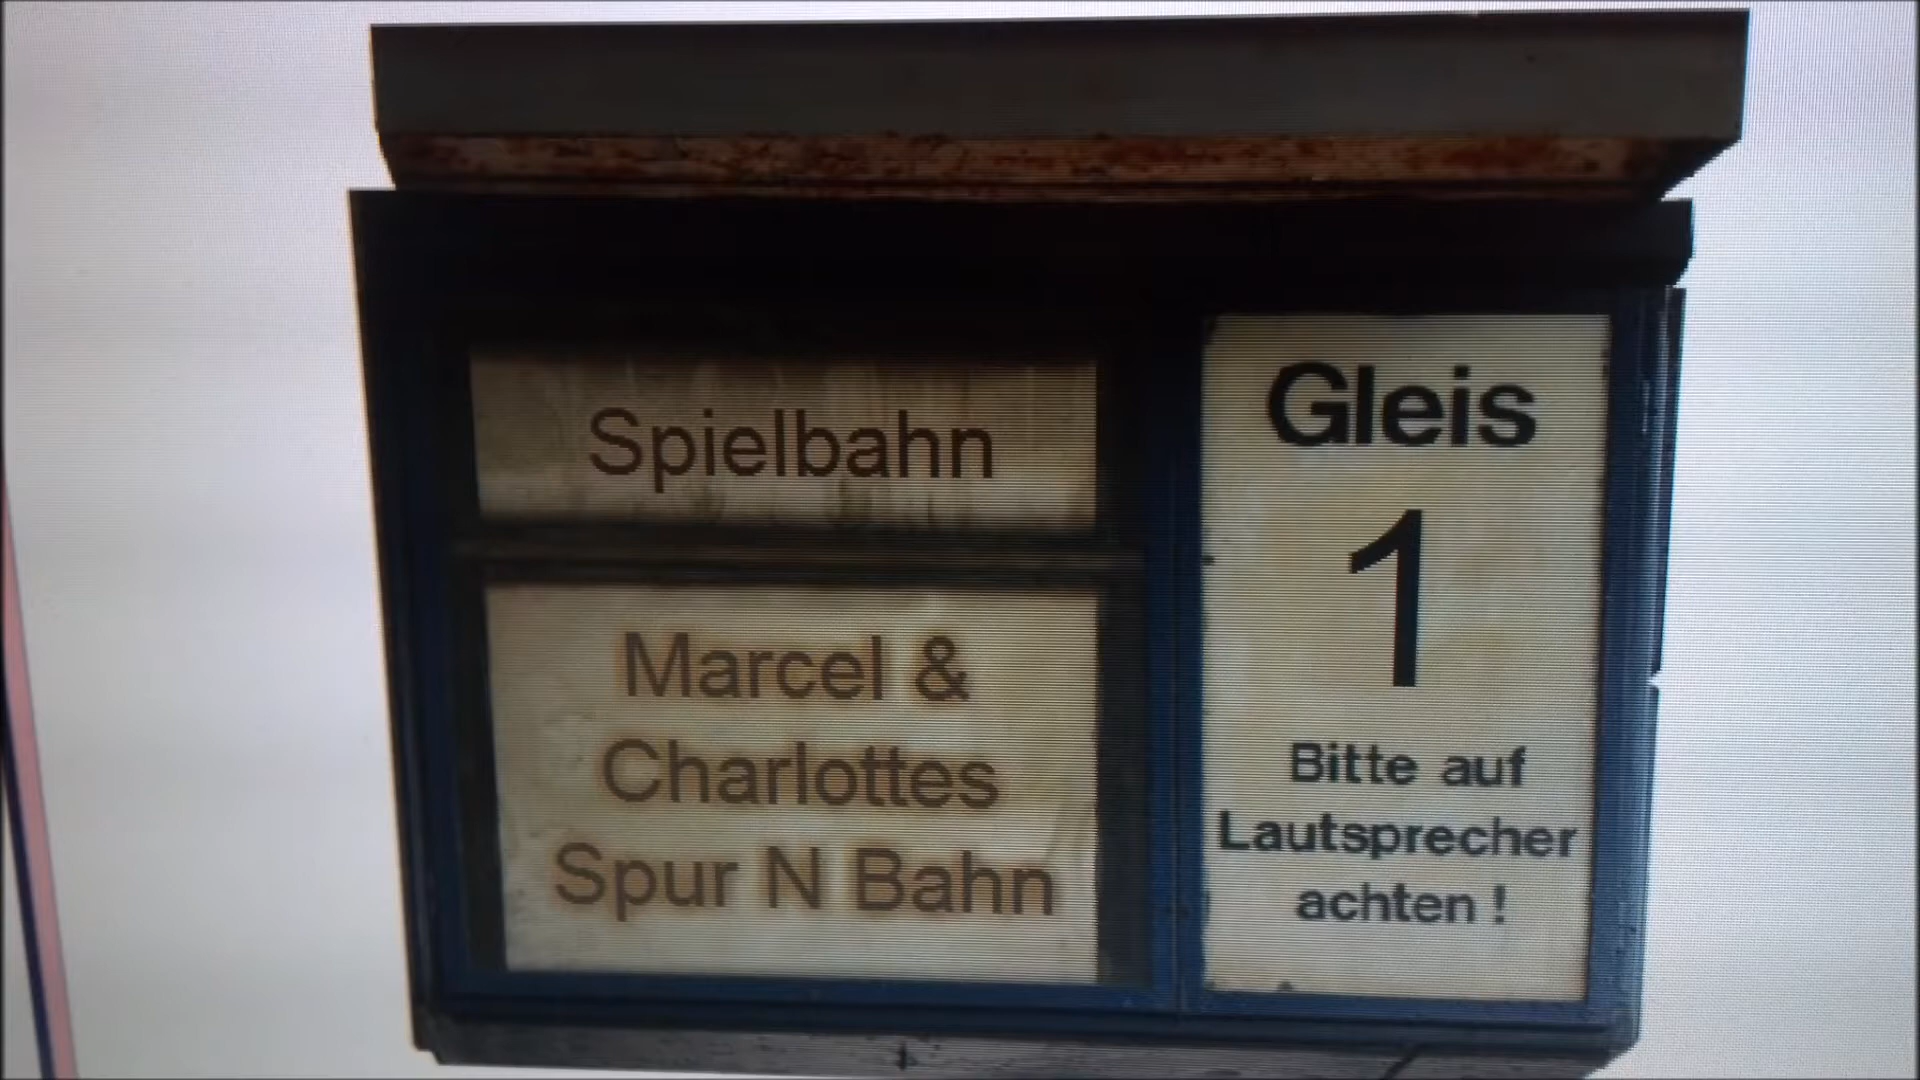 Spielbahn
Marcel &
Charlottes
Spur N Bahn
Gleis
1
Bitte auf
Lautsprecher
achten !